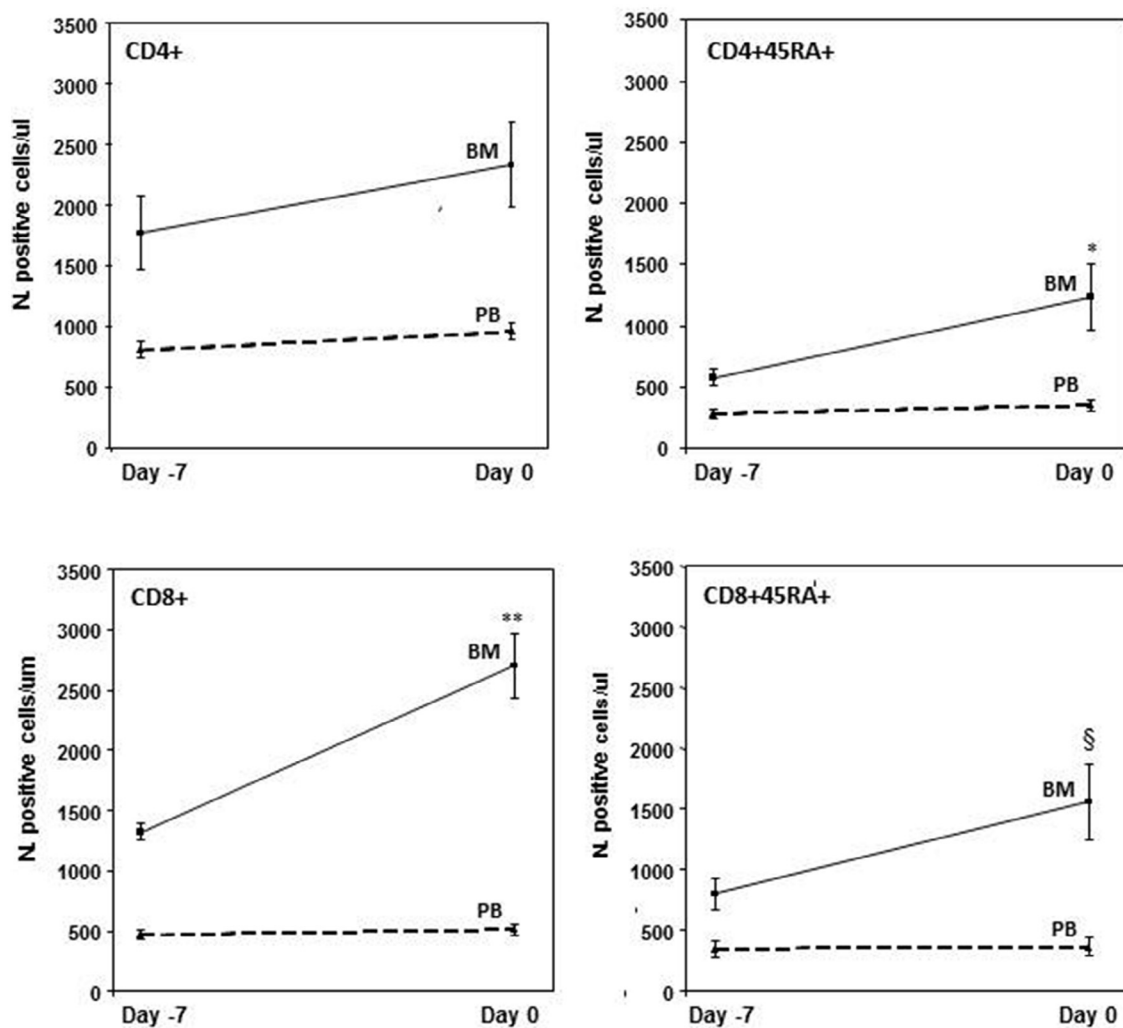 CD4+
N. positive cells/ul
3500
3000
2500
2000
1500
1000
500
0
BM
PB
Day -7 Day 0
CD4+45RA+
N. positive cells/ul
3500
3000
2500
2000
1500
1000
500
0
*
BM
PB
Day -7 Day 0
CD8+
N. positive cells/um
3500
3000
2500
2000
1500
1000
500
0
**
BM
PB
Day -7 Day 0
CD8+45RA+
N. positive cells/ul
3500
3000
2500
2000
1500
1000
500
0
§
BM
PB
Day -7 Day 0